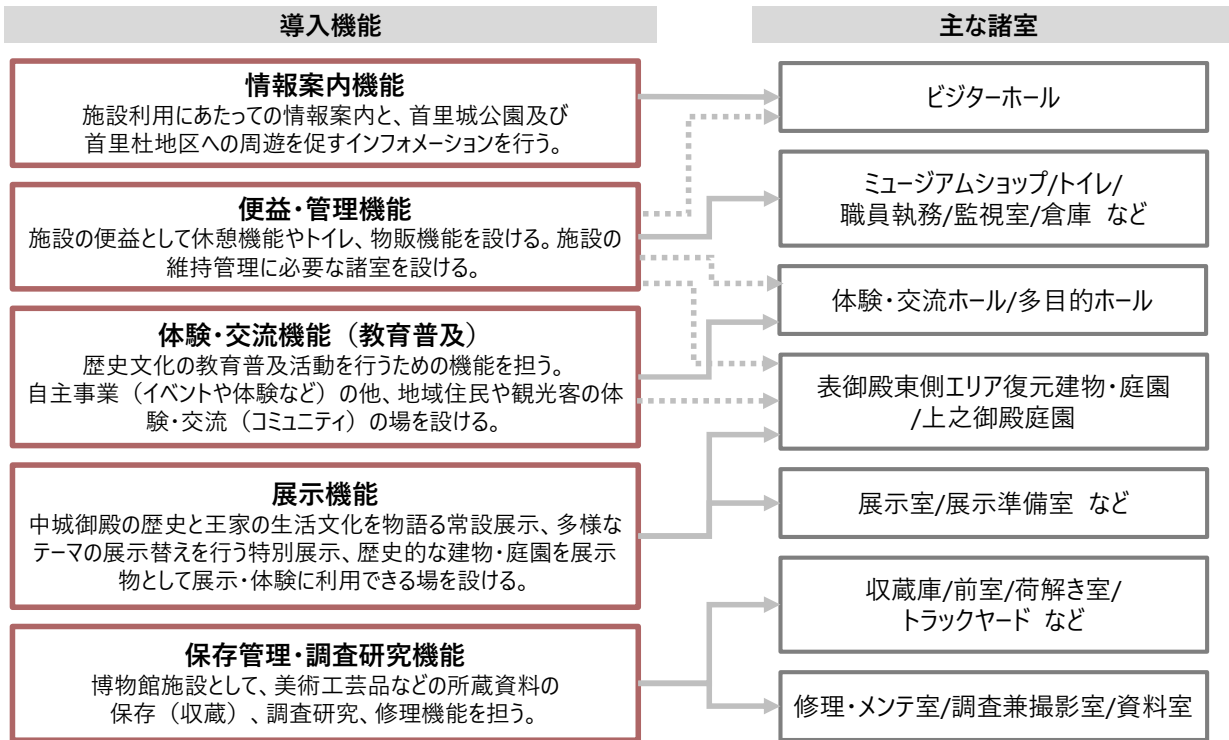 導入機能
情報案内機能
施設利用にあたっての情報案内と、首里城公園及び
首里杜地区への周遊を促すインフォメーションを行う。
便益・管理機能
施設の便益として休憩機能やトイレ、物販機能を設ける。施設の
維持管理に必要な諸室を設ける。
体験・交流機能（教育普及）
歴史文化の教育普及活動を行うための機能を担う。
自主事業（イベントや体験など）の他、地域住民や観光客の体
験・交流（コミュニティ）の場を設ける。
展示機能
中城御殿の歴史と王家の生活文化を物語る常設展示、多様な
テーマの展示替えを行う特別展示、歴史的な建物・庭園を展示
物として展示・体験に利用できる場を設ける。
保存管理・調査研究機能
博物館施設として、美術工芸品などの所蔵資料の
保存（収蔵）、調査研究、修理機能を担う。
主な諸室
ビジターホール
ミュージアムショップ/トイレ/
職員執務/監視室/倉庫 など
体験・交流ホール/多目的ホール
表御殿東側エリア復元建物・庭園
/上之御殿庭園
展示室/展示準備室 など
収蔵庫/前室/荷解き室/
トラックヤード など
修理・メンテ室/調査兼撮影室/資料室